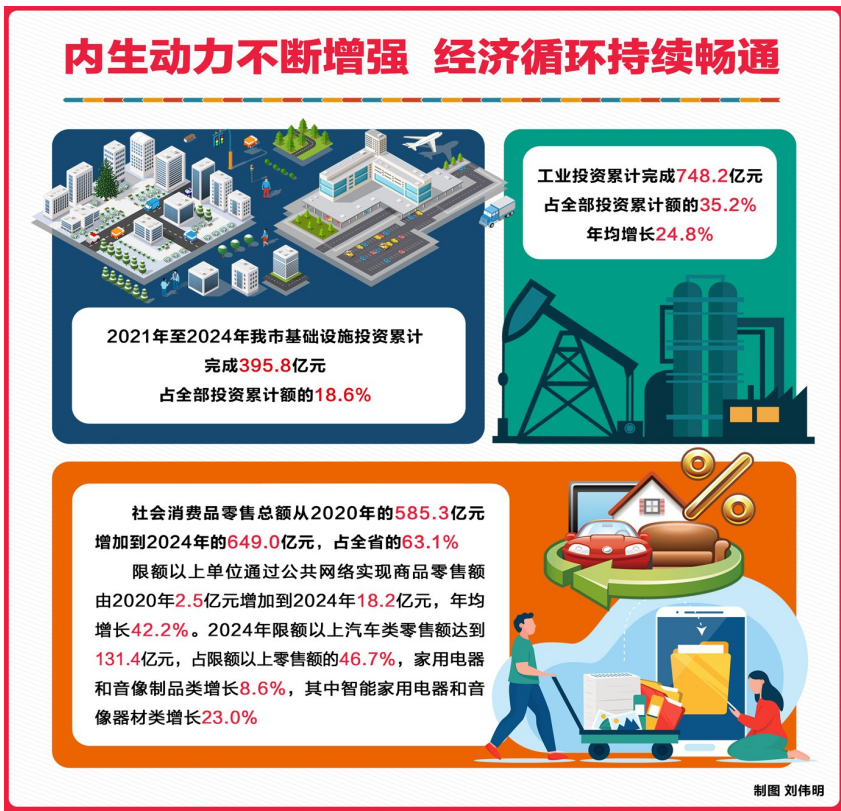 内生动力不断增强 经济循环持续畅通
2021年至2024年我市基础设施投资累计
完成395.8亿元
占全部投资累计额的18.6%
工业投资累计完成748.2亿元
占全部投资累计额的35.2%
年均增长24.8%
社会消费品零售总额从2020年的585.3亿元
增加到2024年的649.0亿元，占全省的63.1%
限额以上单位通过公共网络实现商品零售额
由2020年2.5亿元增加到2024年18.2亿元，年均
增长42.2%。2024年限额以上汽车类零售额达到
131.4亿元，占限额以上零售额的46.7%，家用电器
和音像制品类增长8.6%，其中智能家用电器和音
像器材类增长23.0%
%
制图 刘伟明